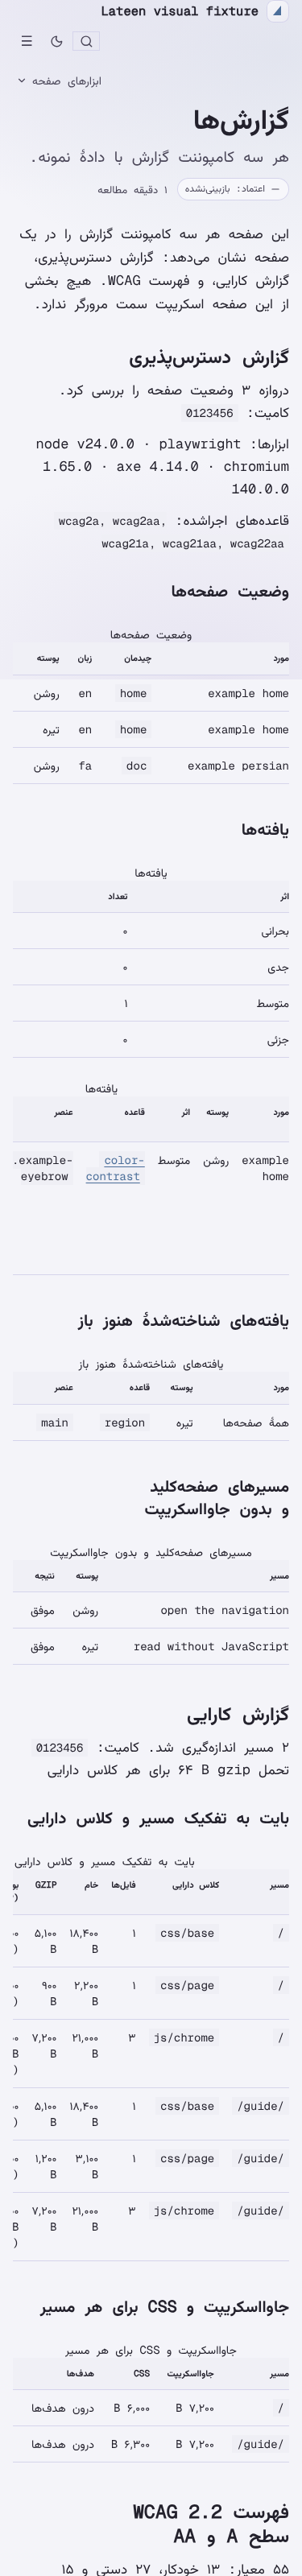 Lateen visual fixture
ابزارهای صفحه
گزارش‌ها
هر سه کامپوننت گزارش با دادهٔ نمونه.
— اعتماد: بازبینی‌نشده ۱ دقیقه مطالعه
این صفحه هر سه کامپوننت گزارش را در یک
صفحه نشان می‌دهد: گزارش دسترس‌پذیری،
گزارش کارایی، و فهرست WCAG. هیچ بخشی
از این صفحه اسکریپت سمت مرورگر ندارد.
گزارش دسترس‌پذیری
دروازه ۳ وضعیت صفحه را بررسی کرد.
کامیت: 0123456
ابزارها: node v24.0.0 · playwright
1.65.0 · axe 4.14.0 · chromium
140.0.0
قاعده‌های اجراشده: wcag2a, wcag2aa,
wcag21a, wcag21aa, wcag22aa
وضعیت صفحه‌ها
وضعیت صفحه‌ها
مورد چیدمان زبان پوسته
example home home en روشن
example home home en تیره
example persian doc fa روشن
یافته‌ها
یافته‌ها
اثر تعداد
بحرانی ۰
جدی ۰
متوسط ۱
جزئی ۰
یافته‌ها
مورد پوسته اثر قاعده عنصر
example home روشن متوسط color-contrast .example-eyebrow
یافته‌های شناخته‌شدهٔ هنوز باز
یافته‌های شناخته‌شدهٔ هنوز باز
مورد پوسته قاعده عنصر
همهٔ صفحه‌ها تیره region main
مسیرهای صفحه‌کلید
و بدون جاوااسکریپت
مسیرهای صفحه‌کلید و بدون جاوااسکریپت
مسیر پوسته نتیجه
open the navigation روشن موفق
read without JavaScript تیره موفق
گزارش کارایی
۲ مسیر اندازه‌گیری شد. کامیت: 0123456
تحمل ۶۴ B gzip برای هر کلاس دارایی
بایت به تفکیک مسیر و کلاس دارایی
بایت به تفکیک مسیر و کلاس دارایی
مسیر کلاس دارایی فایل‌ها خام GZIP
/ css/base ۱ ۱۸,۴۰۰ B ۵,۱۰۰ B
/ css/page ۱ ۲,۲۰۰ B ۹۰۰ B
/ js/chrome ۳ ۲۱,۰۰۰ B ۷,۲۰۰ B
/guide/ css/base ۱ ۱۸,۴۰۰ B ۵,۱۰۰ B
/guide/ css/page ۱ ۳,۱۰۰ B ۱,۲۰۰ B
/guide/ js/chrome ۳ ۲۱,۰۰۰ B ۷,۲۰۰ B
جاوااسکریپت و CSS برای هر مسیر
جاوااسکریپت و CSS برای هر مسیر
مسیر جاوااسکریپت CSS هدف‌ها
/ ۷,۲۰۰ B ۶,۰۰۰ B درون هدف‌ها
/guide/ ۷,۲۰۰ B ۶,۳۰۰ B درون هدف‌ها
فهرست WCAG 2.2
سطح A و AA
۵۵ معیار: ۱۳ خودکار، ۲۷ دستی و ۱۵